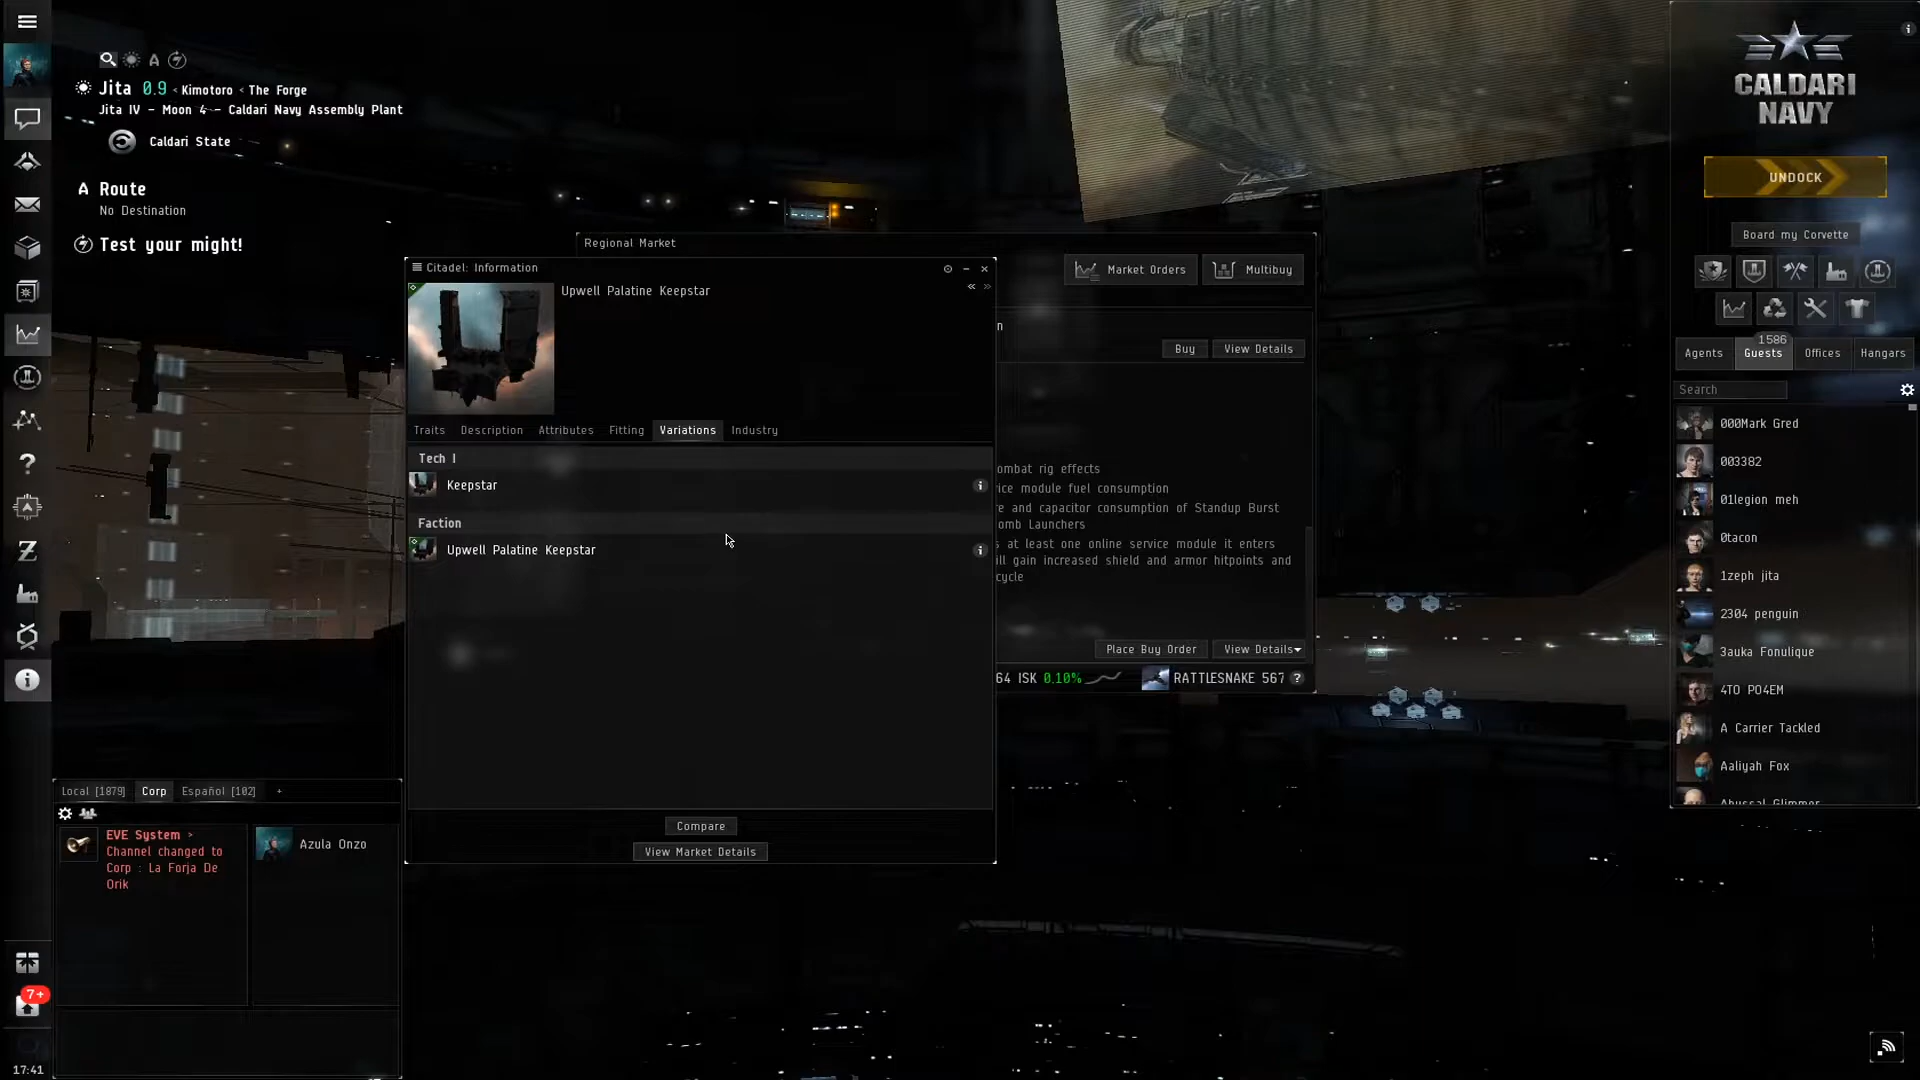 Jita 0.9 < Kimotoro < The Forge
Jita IV - Moon 4 - Caldari Navy Assembly Plant
Caldari State
A Route
No Destination
Test your might!
Regional Market
Market Orders
Multibuy
n
Buy
View Details
ombat rig effects
ice module fuel consumption
e and capacitor consumption of Standup Burst
omb Launchers
s at least one online service module it enters
ll gain increased shield and armor hitpoints and
cycle
Place Buy Order
View Details
64 ISK 0.10%
RATTLESNAKE 567
?
Citadel: Information
Upwell Palatine Keepstar
Traits
Description
Attributes
Fitting
Variations
Industry
Tech I
Keepstar
Faction
Upwell Palatine Keepstar
Compare
View Market Details
CALDARI
NAVY
UNDOCK
Board my Corvette
1586
Agents
Guests
Offices
Hangars
Search
000Mark Gred
003382
01legion meh
0tacon
1zeph jita
2304 penguin
3auka Fonulique
4TO PO4EM
A Carrier Tackled
Aaliyah Fox
Abyssal Glimmer
Local [1879]
Corp
Español [102]
+
EVE System >
Channel changed to
Corp : La Forja De
Orik
Azula Onzo
7+
17:41